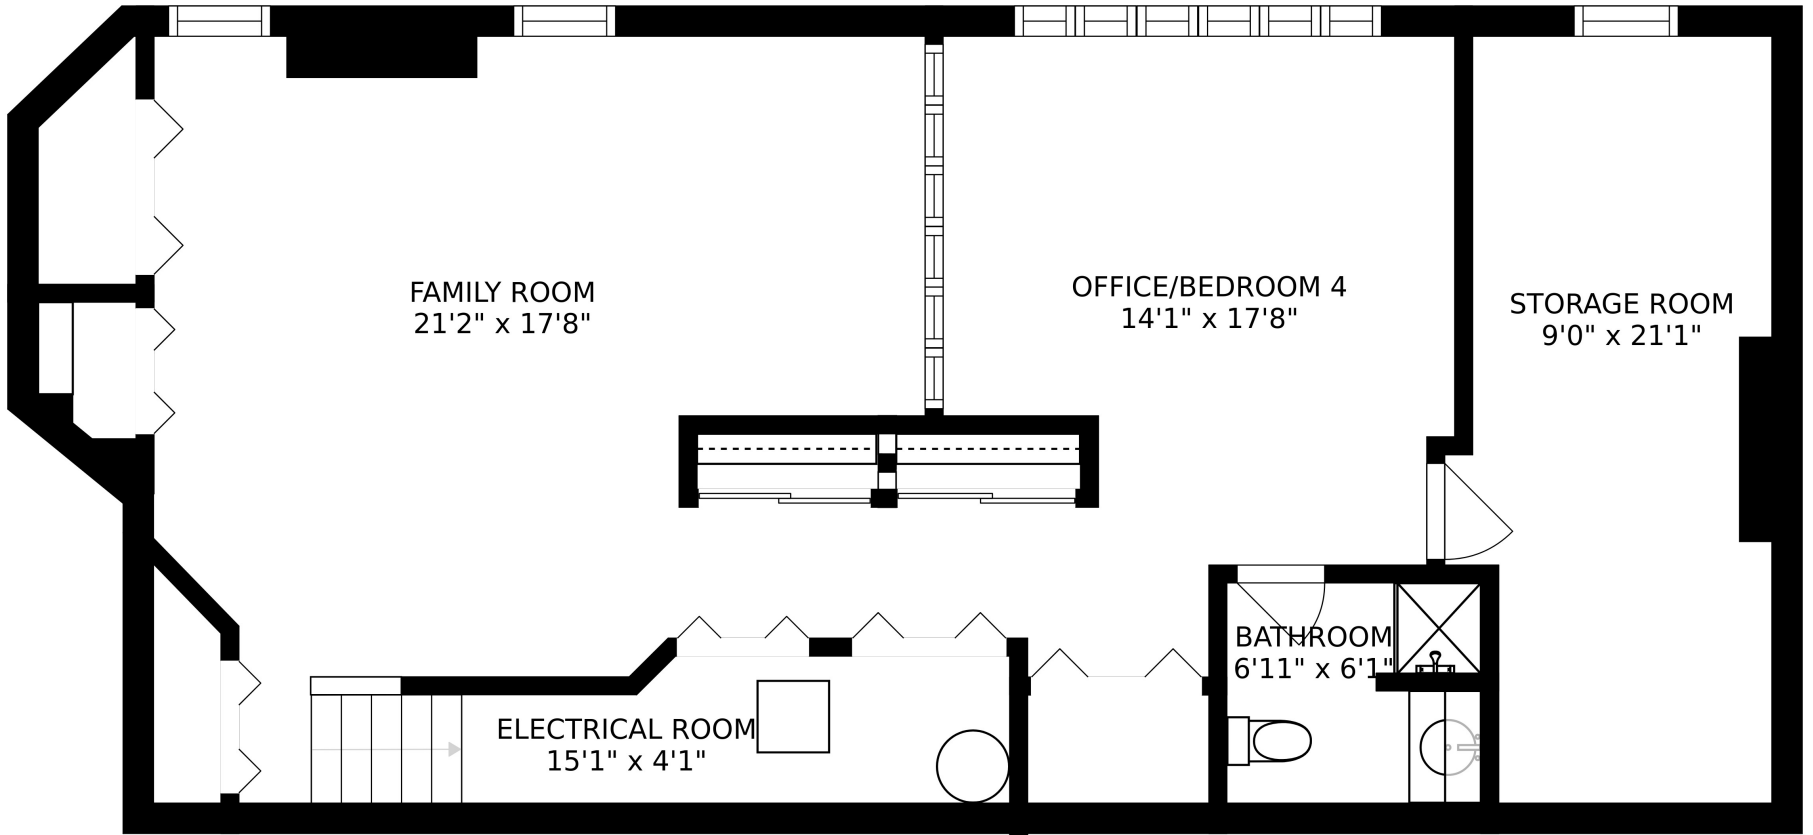 FAMILY ROOM
21'2" x 17'8"
OFFICE/BEDROOM 4
14'1" x 17'8"
STORAGE ROOM
9'0" x 21'1"
BATHROOM
6'11" x 6'1"
ELECTRICAL ROOM
15'1" x 4'1"